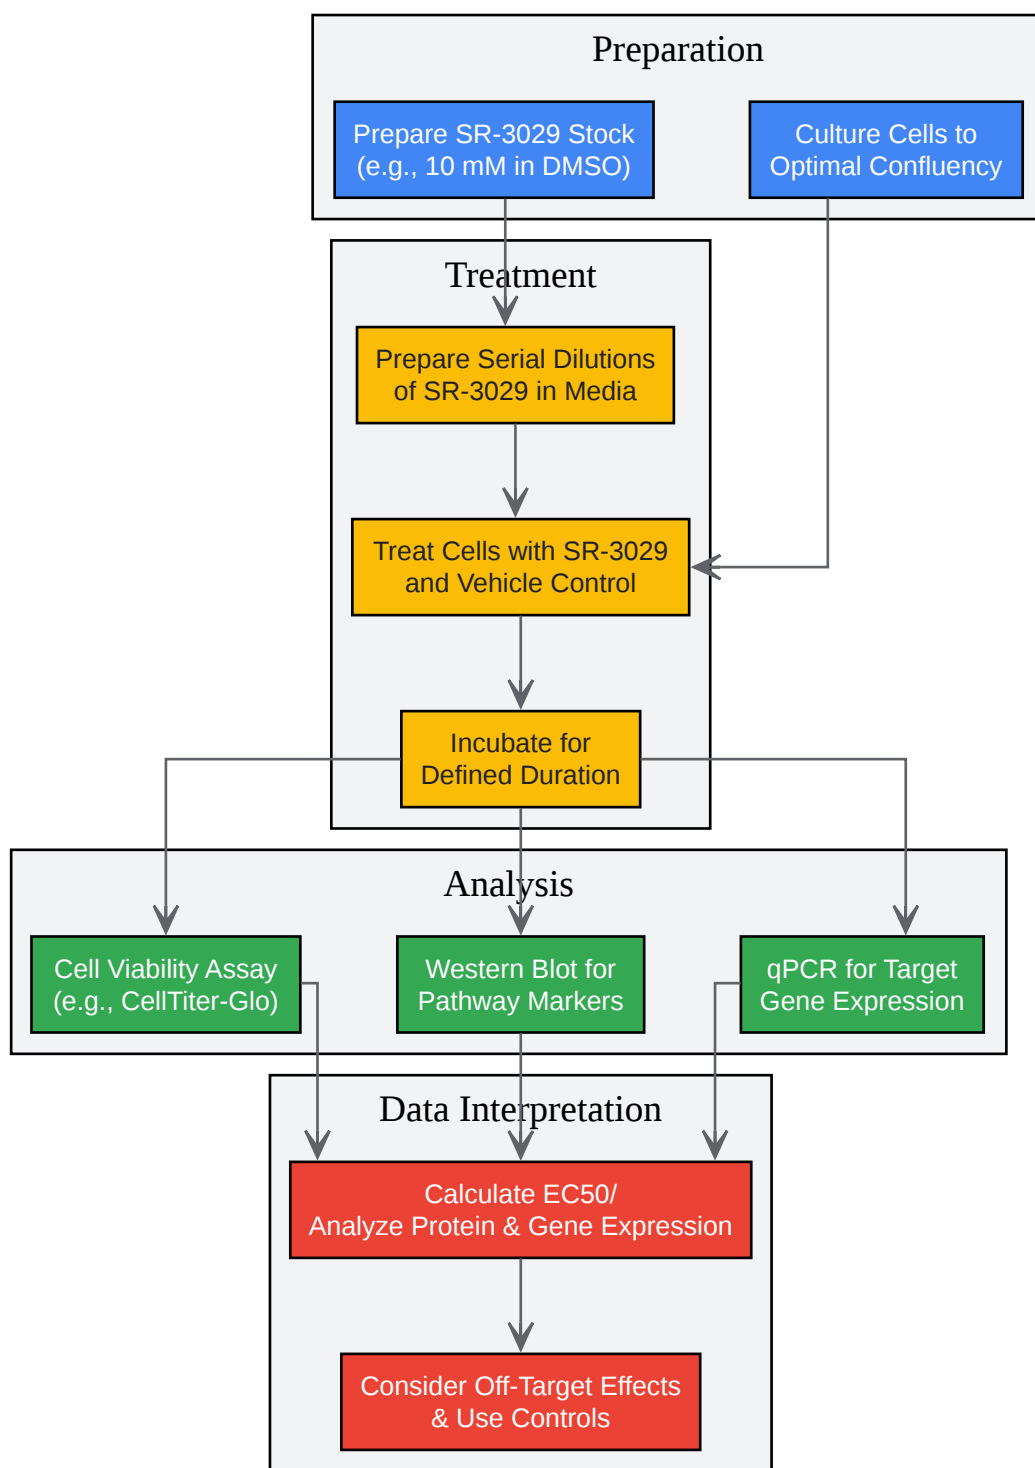 Preparation
Prepare SR-3029 Stock
(e.g., 10 mM in DMSO)
Culture Cells to
Optimal Confluency
Treatment
Prepare Serial Dilutions
of SR-3029 in Media
Treat Cells with SR-3029
and Vehicle Control
Incubate for
Defined Duration
Analysis
Cell Viability Assay
(e.g., CellTiter-Glo)
Western Blot for
Pathway Markers
qPCR for Target
Gene Expression
Data Interpretation
Calculate EC50/
Analyze Protein & Gene Expression
Consider Off-Target Effects
& Use Controls